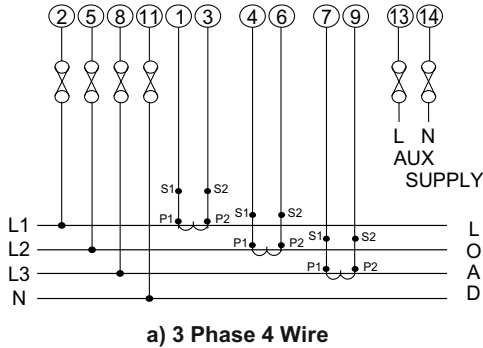 2 5 8 11 1 3 4 6 7 9 13 14
L N
AUX
SUPPLY
S1 S2
P1 P2
S1 S2
P1 P2
S1 S2
P1 P2
L1
L2
L3
N
L
O
A
D
a) 3 Phase 4 Wire